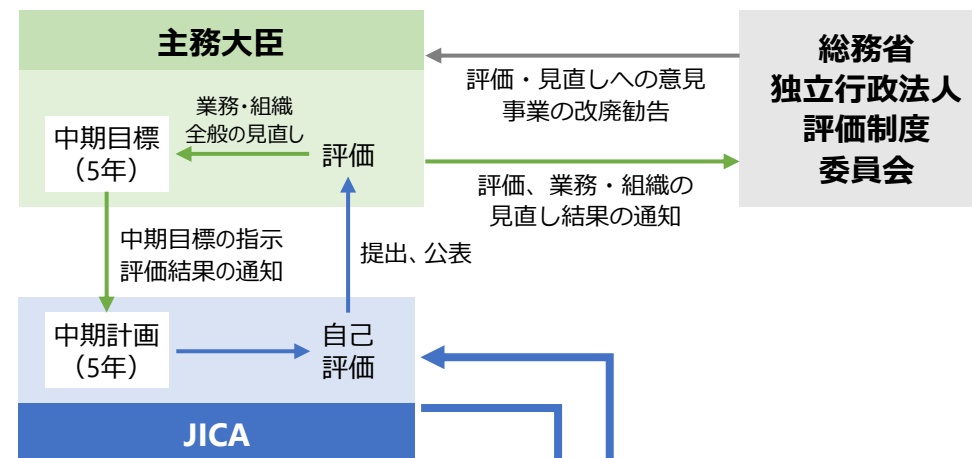 主務大臣
業務・組織
全般の見直し
中期目標
（5年）
評価
評価・見直しへの意見
事業の改廃勧告
評価、業務・組織の
見直し結果の通知
総務省
独立行政法人
評価制度
委員会
中期目標の指示
評価結果の通知
提出、公表
中期計画
（5年）
自己
評価
JICA